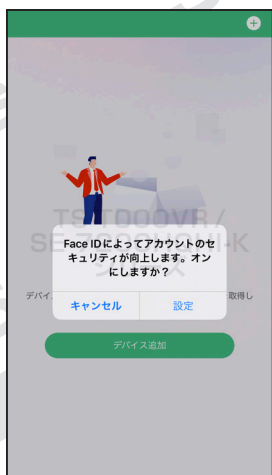 Face IDによってアカウントのセ
キュリティが向上します。オン
にしますか?
デバイ
取得し
キャンセル
設定
デバイス追加